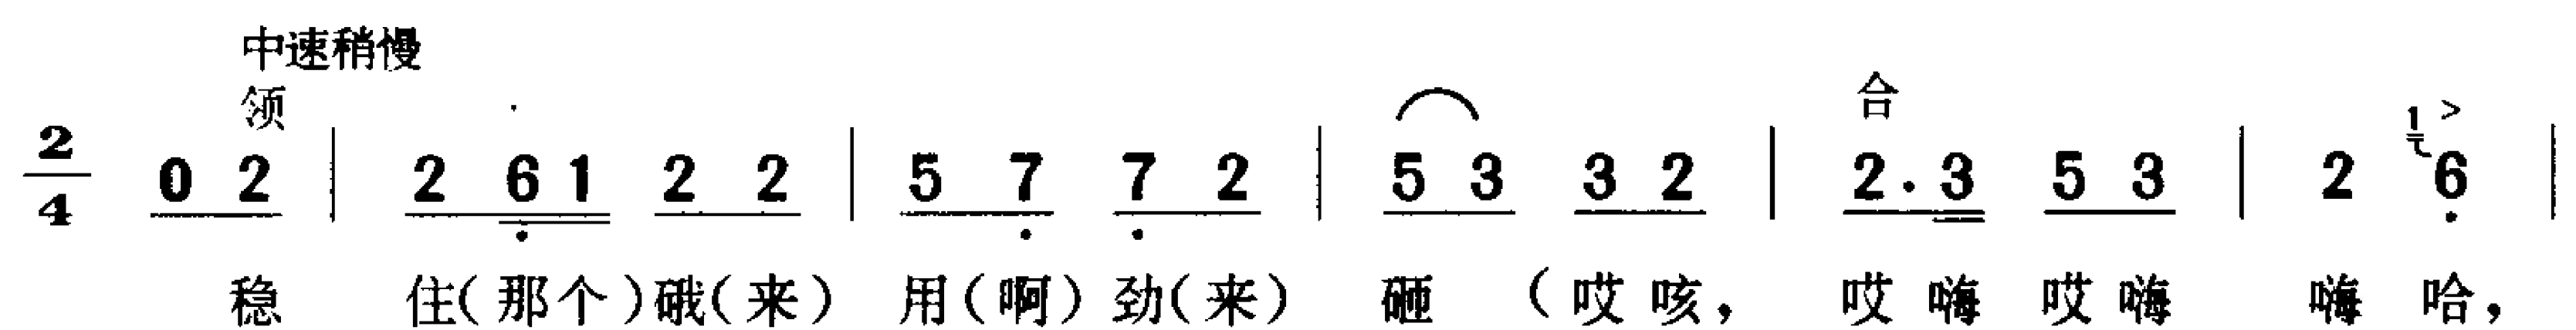 中速稍慢
领 合
2/4 0 2 | 2 6 1 2 2 | 5 7 7 2 | 5 3 3 2 | 2. 3 5 3 | 2 1 6 |
稳 住(那个)硪(来) 用(啊)劲(来) 砸 (哎咳, 哎嗨哎嗨 嗨哈,